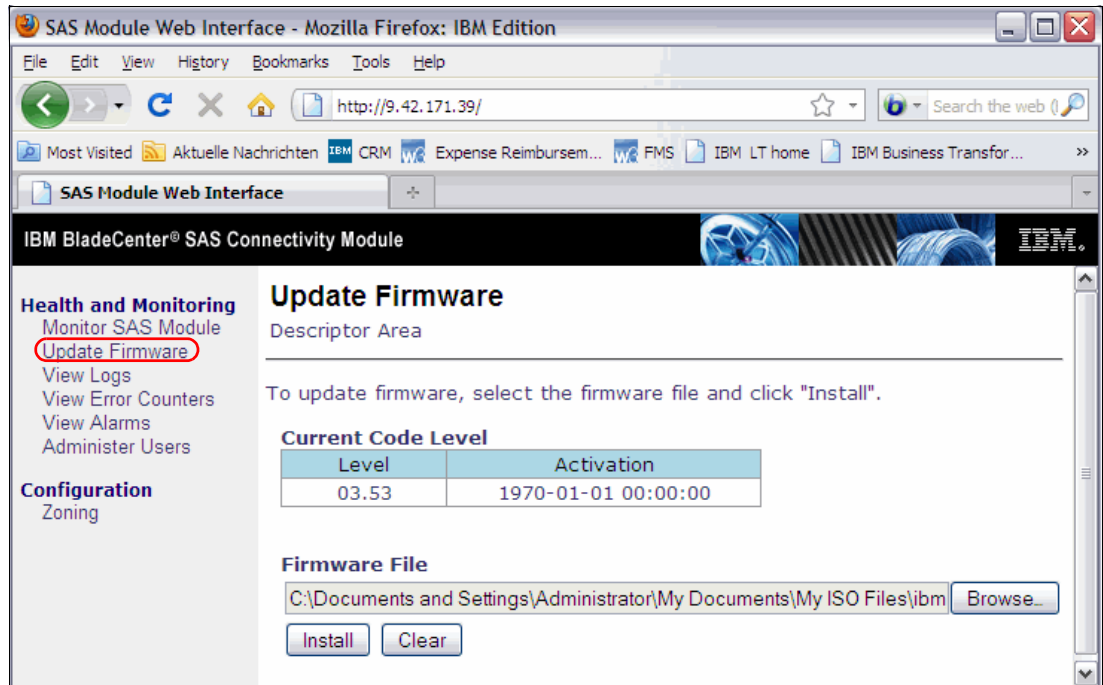 SAS Module Web Interface - Mozilla Firefox: IBM Edition
File Edit View History Bookmarks Tools Help
http://9.42.171.39/ Search the web (
Most Visited Aktuelle Nachrichten IBM CRM Expense Reimbursem... FMS IBM LT home IBM Business Transfor... »
SAS Module Web Interface
IBM BladeCenter® SAS Connectivity Module IBM.
Health and Monitoring
Monitor SAS Module
Update Firmware
View Logs
View Error Counters
View Alarms
Administer Users
Configuration
Zoning
Update Firmware
Descriptor Area
To update firmware, select the firmware file and click "Install".
Current Code Level
Level Activation
03.53 1970-01-01 00:00:00
Firmware File
C:\Documents and Settings\Administrator\My Documents\My ISO Files\ibm Browse...
Install Clear